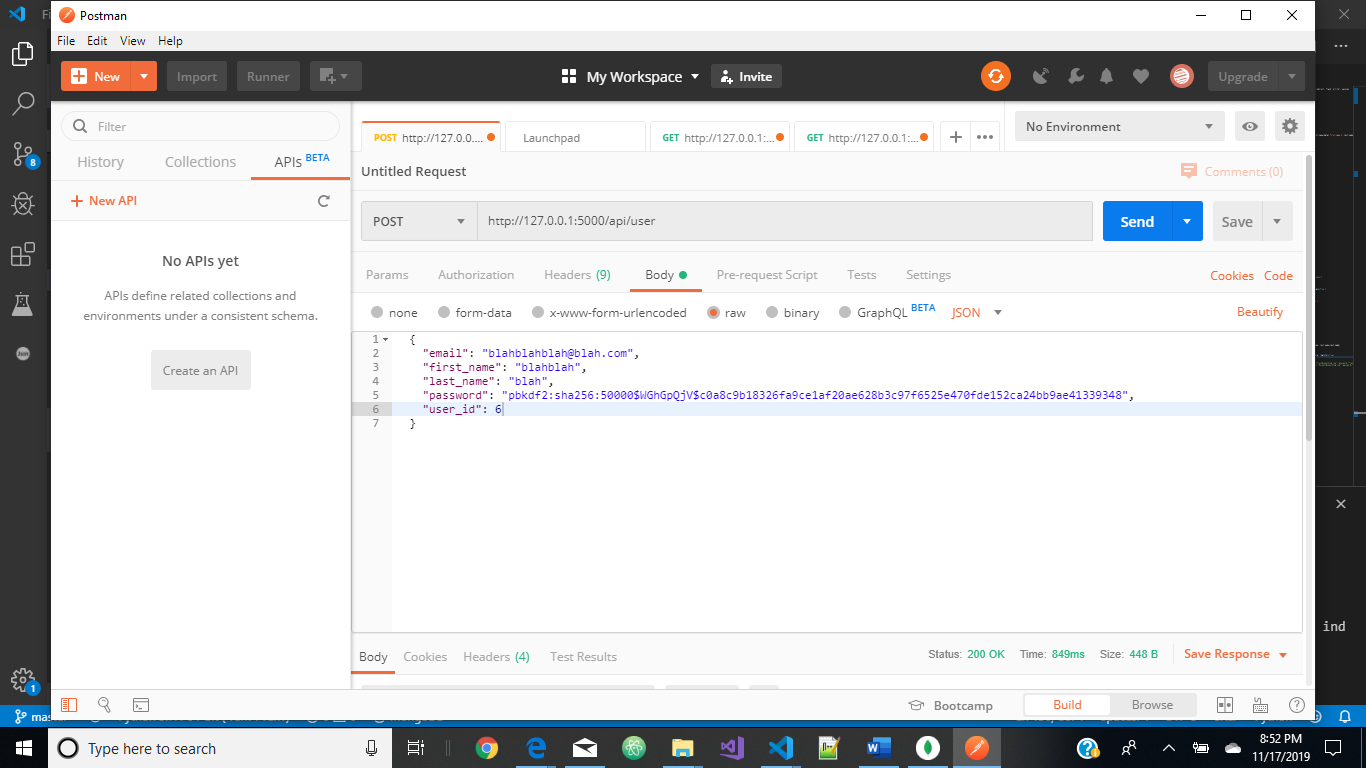 Postman
File Edit View Help
New Import Runner My Workspace Invite Upgrade
Filter
History Collections APIs BETA
+ New API
No APIs yet
APIs define related collections and
environments under a consistent schema.
Create an API
POST http://127.0.0.... Launchpad GET http://127.0.0.1:... GET http://127.0.0.1:... + ••• No Environment
Untitled Request Comments (0)
POST http://127.0.0.1:5000/api/user Send Save
Params Authorization Headers (9) Body Pre-request Script Tests Settings Cookies Code
none form-data x-www-form-urlencoded raw binary GraphQL BETA JSON Beautify
1 {
2 "email": "blahblahblah@blah.com",
3 "first_name": "blahblah",
4 "last_name": "blah",
5 "password": "pbkdf2:sha256:50000$WGhGpQjV$c0a8c9b18326fa9ce1af20ae628b3c97f6525e470fde152ca24bb9ae41339348",
6 "user_id": 6
7 }
Body Cookies Headers (4) Test Results Status: 200 OK Time: 849ms Size: 448 B Save Response
Bootcamp Build Browse
8
1
ind
Type here to search
8:52 PM
11/17/2019